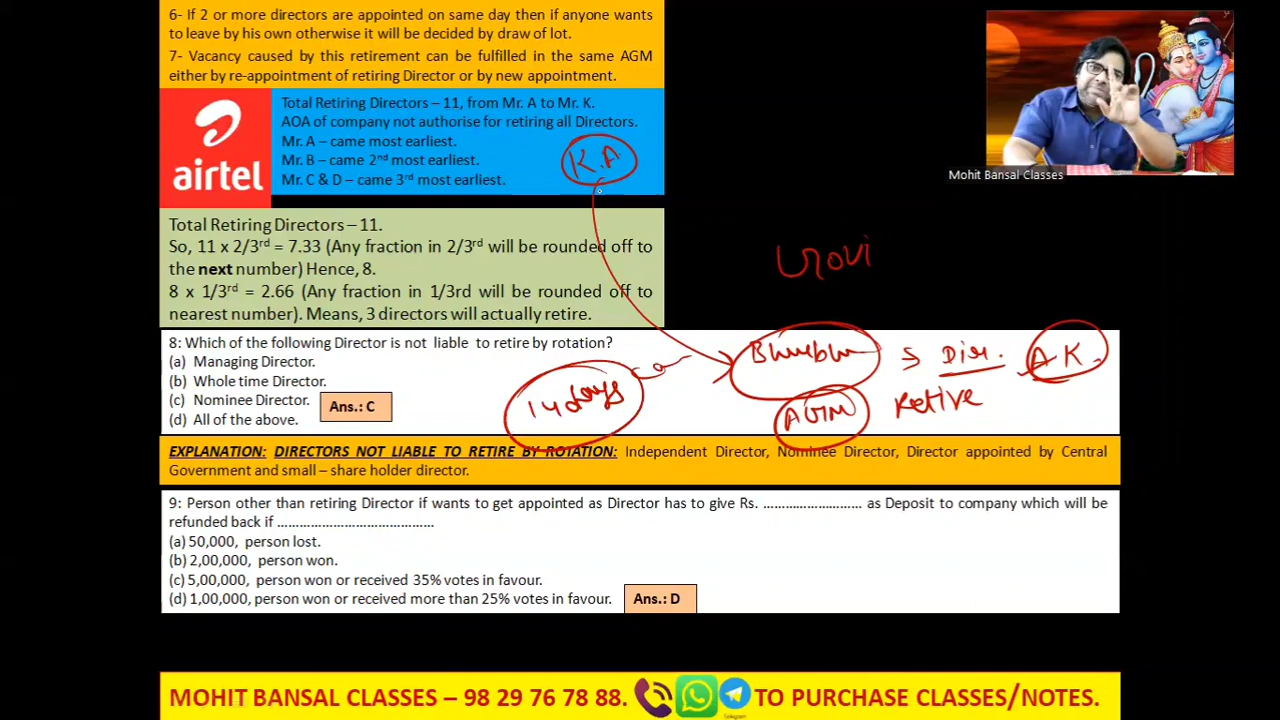 6- If 2 or more directors are appointed on same day then if anyone wants
to leave by his own otherwise it will be decided by draw of lot.
7- Vacancy caused by this retirement can be fulfilled in the same AGM
either by re-appointment of retiring Director or by new appointment.
airtel
Total Retiring Directors – 11, from Mr. A to Mr. K.
AOA of company not authorise for retiring all Directors.
Mr. A – came most earliest.
Mr. B – came 2nd most earliest.
Mr. C & D – came 3rd most earliest.
K.A
Mohit Bansal Classes
Total Retiring Directors – 11.
So, 11 x 2/3rd = 7.33 (Any fraction in 2/3rd will be rounded off to
the next number) Hence, 8.
8 x 1/3rd = 2.66 (Any fraction in 1/3rd will be rounded off to
nearest number). Means, 3 directors will actually retire.
8: Which of the following Director is not liable to retire by rotation?
(a) Managing Director.
(b) Whole time Director.
(c) Nominee Director.
(d) All of the above.
Ans.: C
14 days
5 Dir. A K.
AGM Retire
EXPLANATION: DIRECTORS NOT LIABLE TO RETIRE BY ROTATION: Independent Director, Nominee Director, Director appointed by Central
Government and small – share holder director.
9: Person other than retiring Director if wants to get appointed as Director has to give Rs. ........................ as Deposit to company which will be
refunded back if .......................................
(a) 50,000, person lost.
(b) 2,00,000, person won.
(c) 5,00,000, person won or received 35% votes in favour.
(d) 1,00,000, person won or received more than 25% votes in favour.
Ans.: D
MOHIT BANSAL CLASSES – 98 29 76 78 88. TO PURCHASE CLASSES/NOTES.
Telegram